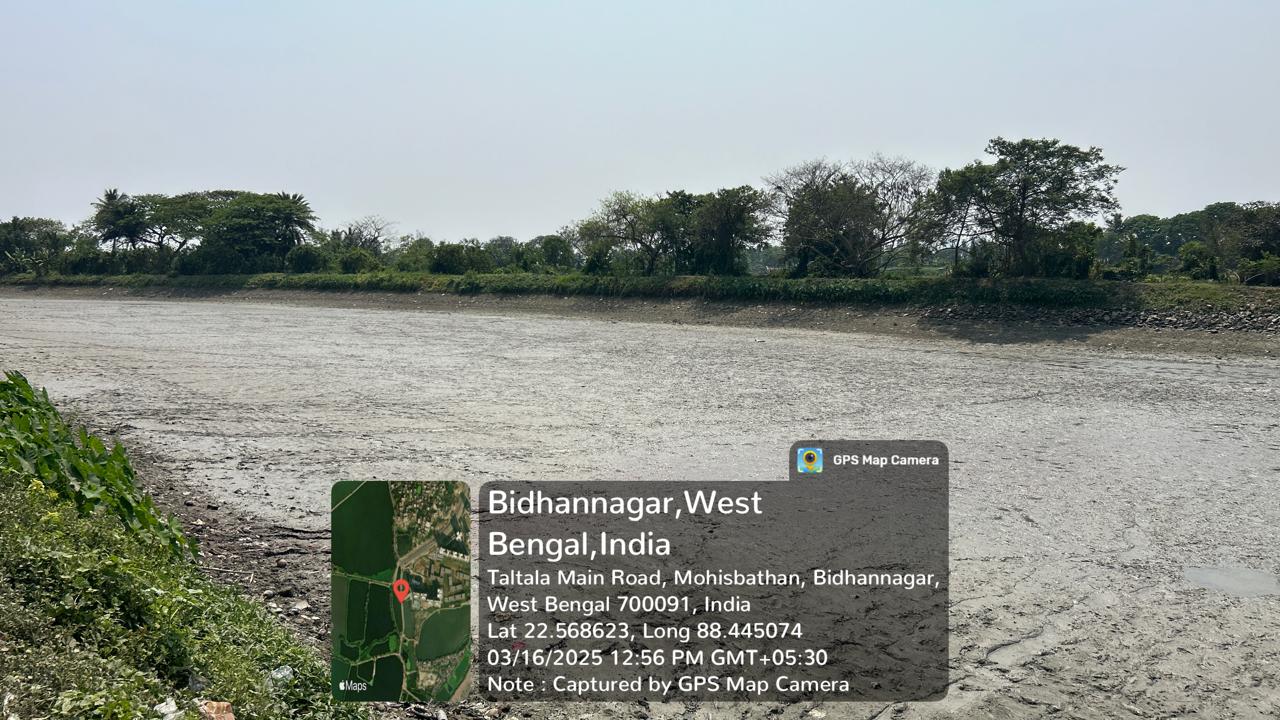 GPS Map Camera
Bidhannagar,West
Bengal,India
Taltala Main Road, Mohisbathan, Bidhannagar,
West Bengal 700091, India
Lat 22.568623, Long 88.445074
03/16/2025 12:56 PM GMT+05:30
Note : Captured by GPS Map Camera
Maps